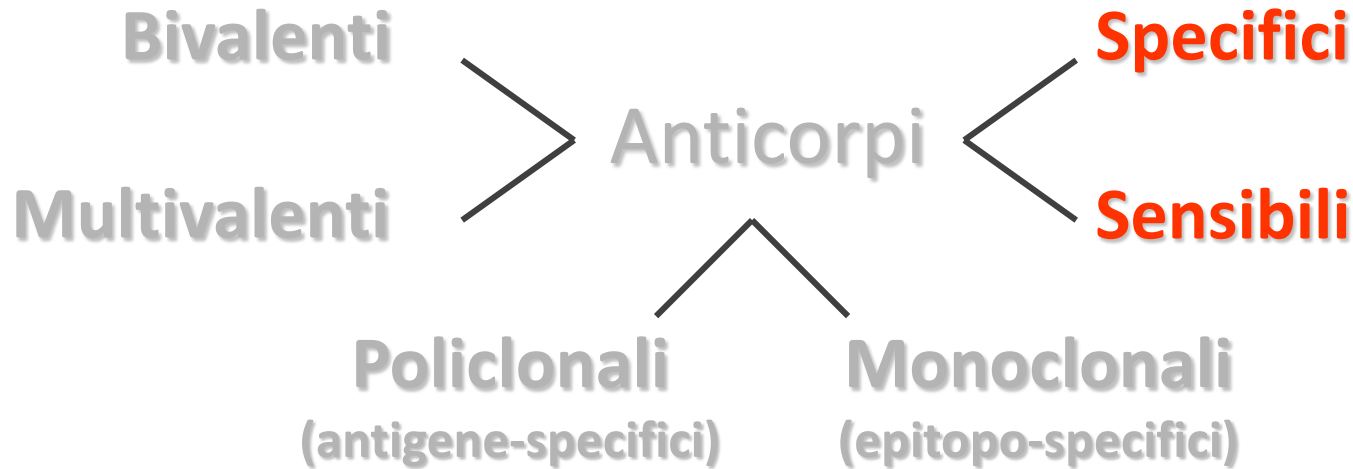 Bivalenti
Specifici
Anticorpi
Multivalenti
Sensibili
Policlonali
Monoclonali
(antigene-specifici)
(epitopo-specifici)